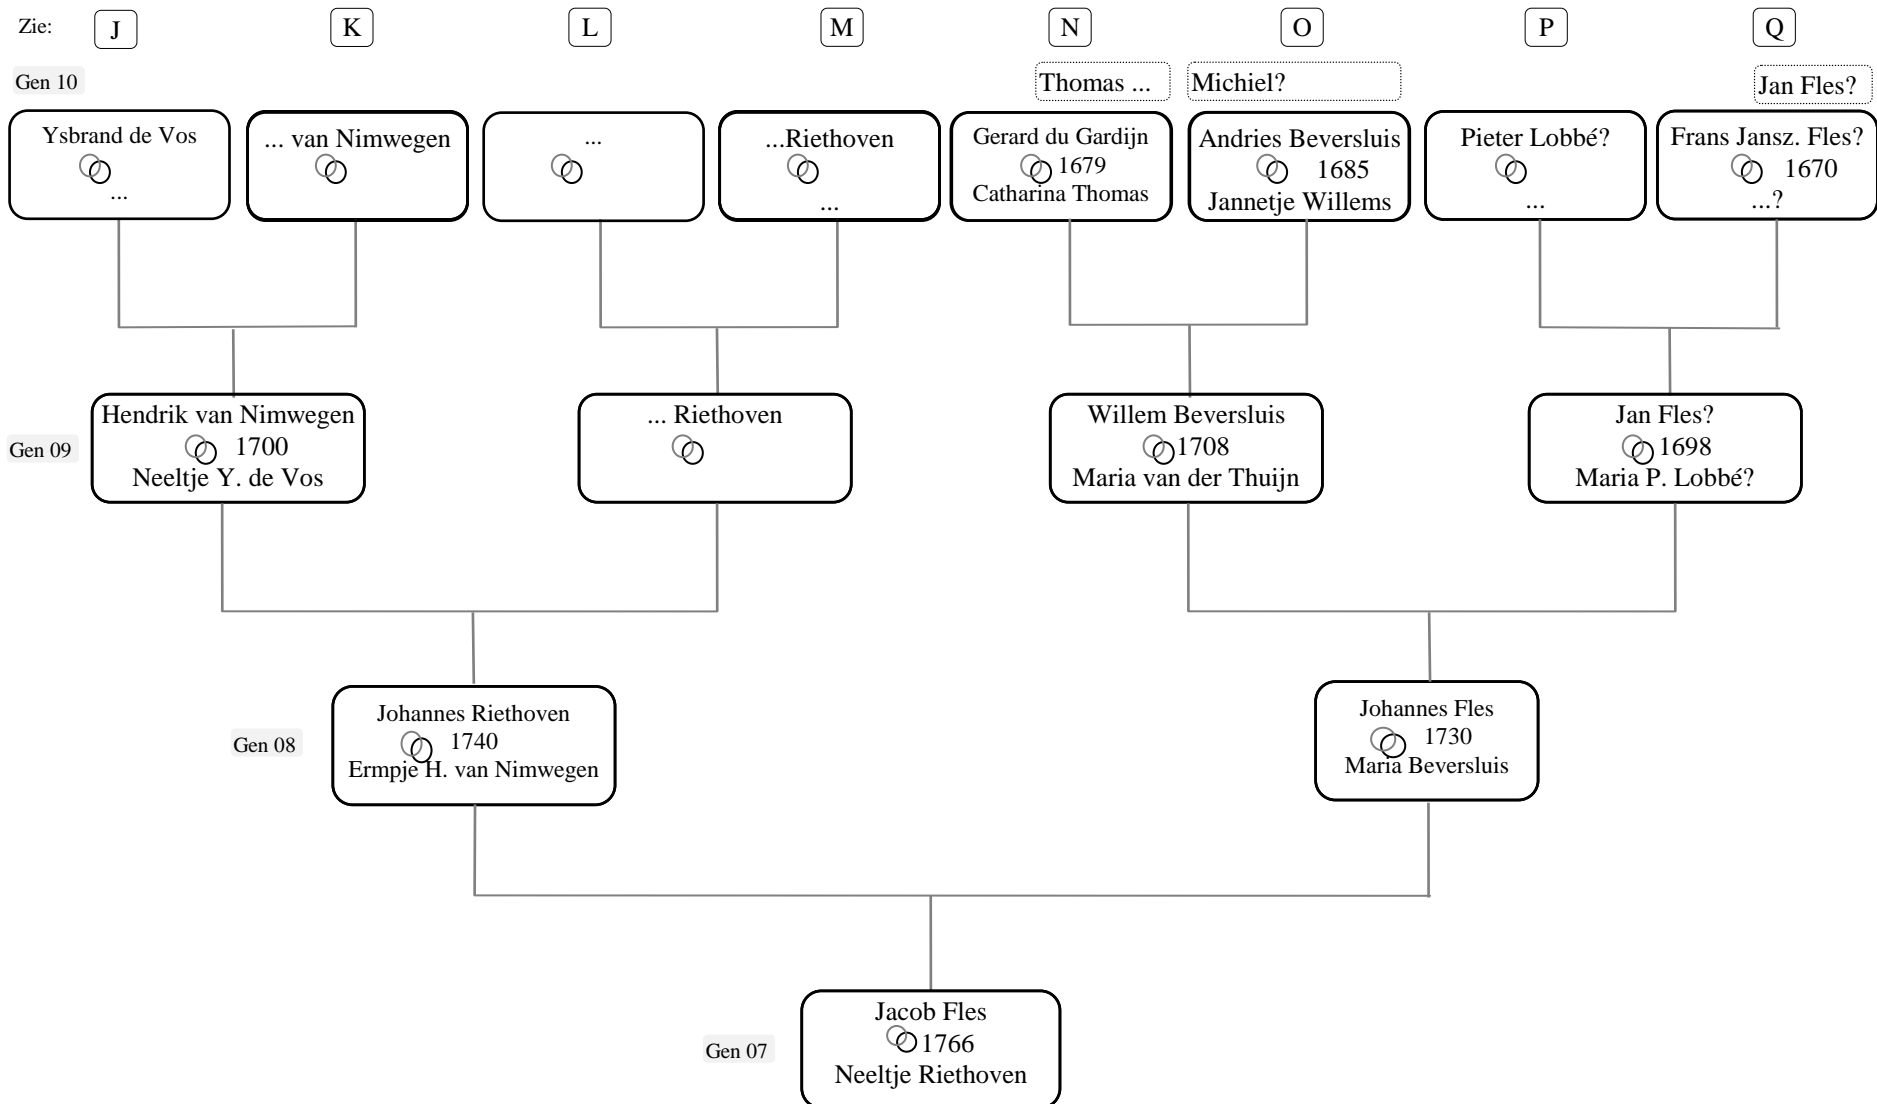 Zie:
J
K
L
M
N
O
P
Q
Gen 10
Thomas ...
Michiel?
Jan Fles?
Ysbrand de Vos
...
... van Nimwegen
...
...Riethoven
...
Gerard du Gardijn
1679
Catharina Thomas
Andries Beversluis
1685
Jannetje Willems
Pieter Lobbé?
...
Frans Jansz. Fles?
1670
...?
Gen 09
Hendrik van Nimwegen
1700
Neeltje Y. de Vos
... Riethoven
Willem Beversluis
1708
Maria van der Thuijn
Jan Fles?
1698
Maria P. Lobbé?
Gen 08
Johannes Riethoven
1740
Ermpje H. van Nimwegen
Johannes Fles
1730
Maria Beversluis
Gen 07
Jacob Fles
1766
Neeltje Riethoven